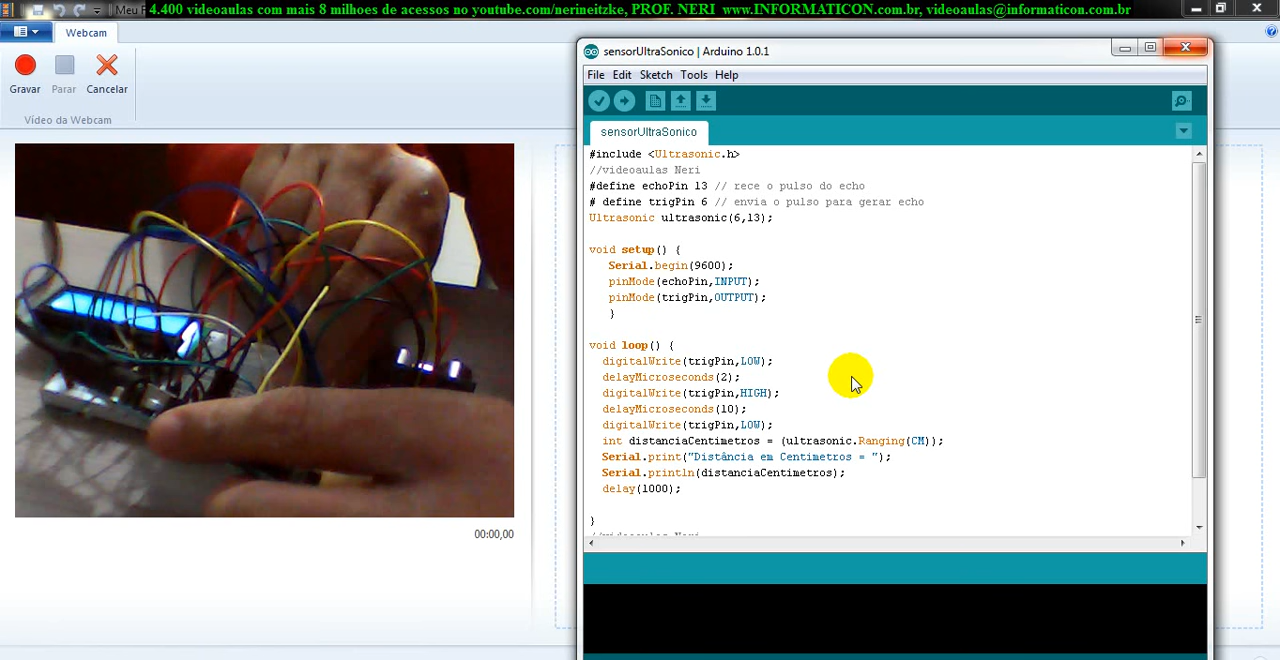 Meu
4.400 videoaulas com mais 8 milhoes de acessos no youtube.com/nerineitzke, PROF. NERI www.INFORMATICON.com.br, videoaulas@informaticon.com.br
Webcam
Gravar Parar Cancelar
Vídeo da Webcam
00:00,00
sensorUltraSonico | Arduino 1.0.1
File Edit Sketch Tools Help
sensorUltraSonico
#include <Ultrasonic.h>
//videoaulas Neri
#define echoPin 13 // rece o pulso do echo
# define trigPin 6 // envia o pulso para gerar echo
Ultrasonic ultrasonic(6,13);
void setup() {
Serial.begin(9600);
pinMode(echoPin,INPUT);
pinMode(trigPin,OUTPUT);
}
void loop() {
digitalWrite(trigPin,LOW);
delayMicroseconds(2);
digitalWrite(trigPin,HIGH);
delayMicroseconds(10);
digitalWrite(trigPin,LOW);
int distanciaCentimetros = (ultrasonic.Ranging(CM));
Serial.print("Distância em Centimetros = ");
Serial.println(distanciaCentimetros);
delay(1000);
}
//videoaulas Neri